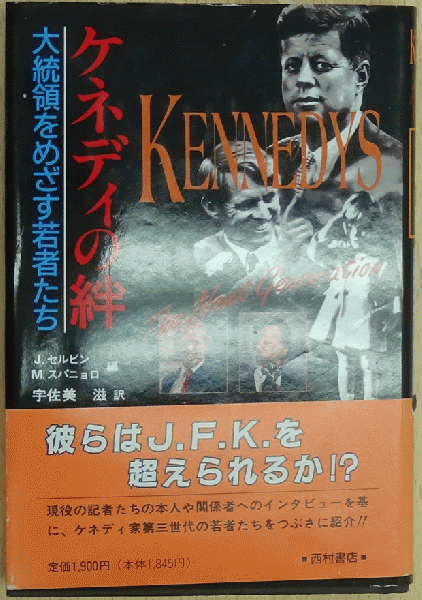 ケネディの絆
大統領をめざす若者たち
KENNEDYS
The Next Generation
J.セルビン
M.スパニョロ 編
宇佐美 滋 訳
彼らはJ.F.K.を
超えられるか!?
現役の記者たちの本人や関係者へのインタビューを基
に、ケネディ家第三世代の若者たちをつぶさに紹介!!
定価1,900円(本体1,845円)
■西村書店■